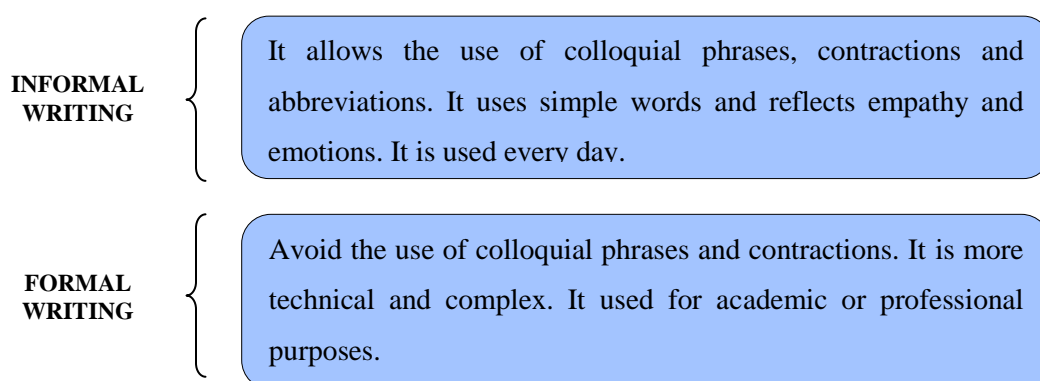 INFORMAL
WRITING
It allows the use of colloquial phrases, contractions and
abbreviations. It uses simple words and reflects empathy and
emotions. It is used every day.
FORMAL
WRITING
Avoid the use of colloquial phrases and contractions. It is more
technical and complex. It used for academic or professional
purposes.